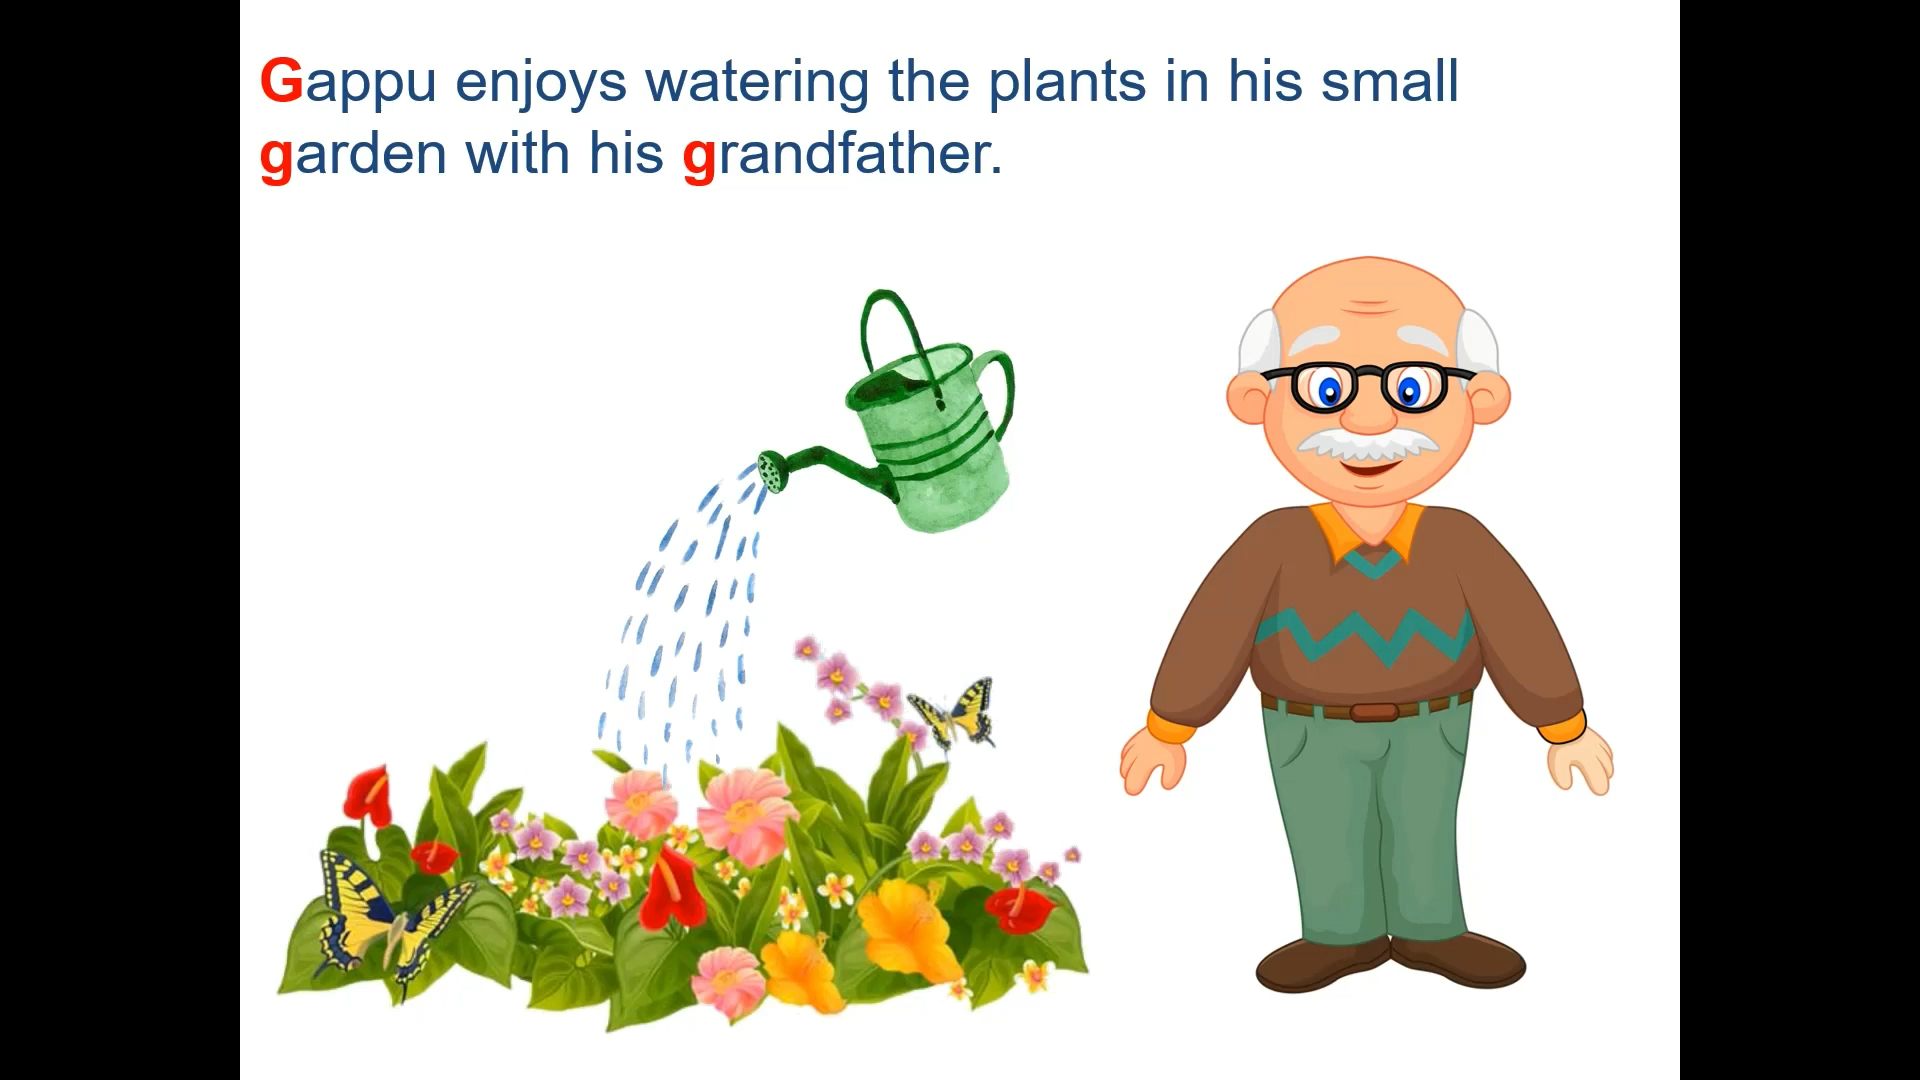 Gappu enjoys watering the plants in his small
garden with his grandfather.